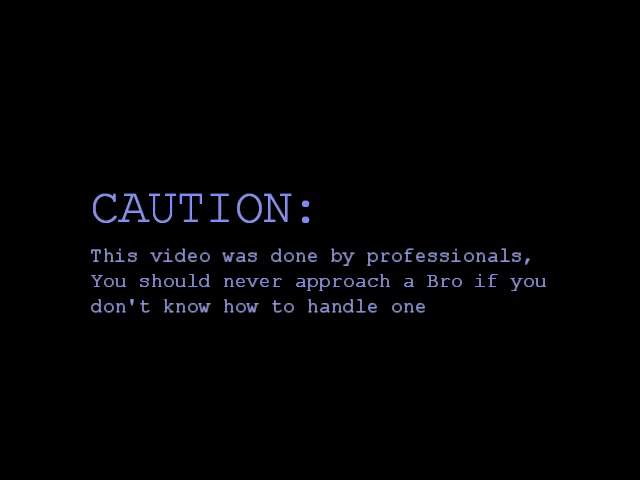 CAUTION:
This video was done by professionals,
You should never approach a Bro if you
don't know how to handle one